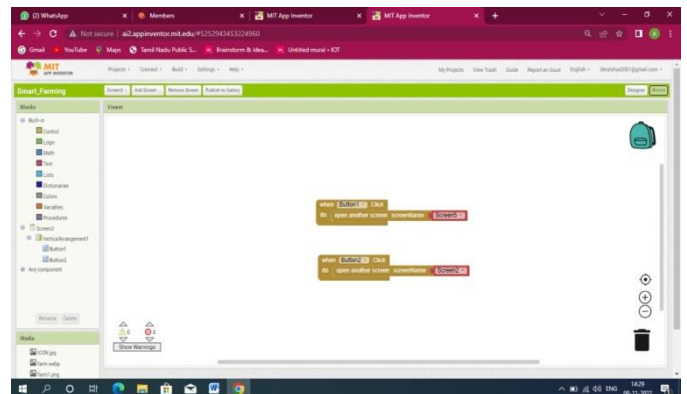 (2) WhatsApp
Members
MIT App Inventor
MIT App Inventor
Not secure | ai2.appinventor.mit.edu/#5252943453224960
Gmail
YouTube
Maps
Tamil Nadu Public S...
Brainstorm & idea...
Untitled mural • IOT
MIT
APP INVENTOR
Projects
Connect
Build
Settings
Help
My Projects
View Trash
Guide
Report an Issue
English
Smart_Farming
Add Screen...
Remove Screen
Publish to Gallery
Designer
Blocks
Blocks
Viewer
Built-in
Control
Logic
Math
Text
Lists
Dictionaries
Colors
Variables
Procedures
VerticalArrangement1
Button1
Button2
Any component
Rename
Delete
Media
ICON.jpg
farm.webp
farm1.png
when Button1 Click
do open another screen screenName Screen5
when Button2 Click
do open another screen screenName Screen2
0
0
Show Warnings
ENG
14:29
08-11-2022